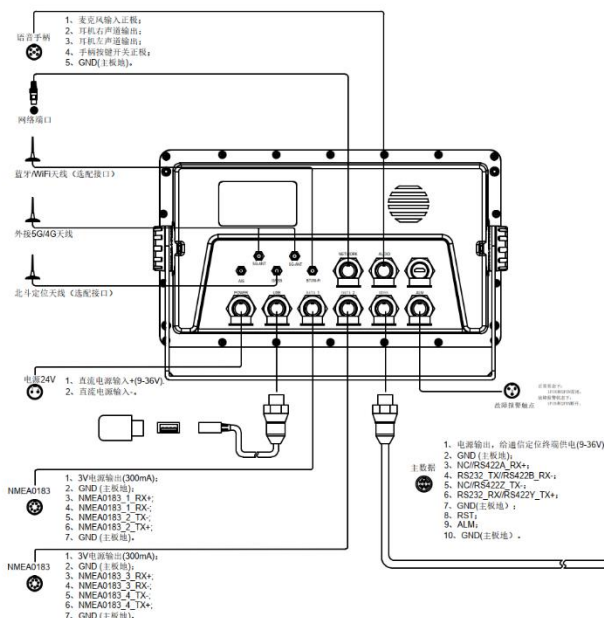 语音手柄
1、麦克风输入正极;
2、耳机右声道输出;
3、耳机左声道输出;
4、手柄按键开关正极;
5、GND(主板地)。
网络端口
蓝牙/WiFi天线（选配接口）
外接5G/4G天线
北斗定位天线（选配接口）
NETWORK
AUDIO
POWER
USB
电源24V
1、直流电源输入+(9-36V).
2、直流电源输入-。
故障报警触点
主数据
1、电源输出，给通信定位终端供电(9-36V)
2、GND (主板地);
3、NC//RS422A_RX+;
4、RS232_TX//RS422B_RX-;
5、NC//RS422Z_TX-;
6、RS232_RX//RS422Y_TX+;
7、GND(主板地）;
8、RST;
9、ALM;
10、GND(主板地）。
NMEA0183
1、3V电源输出(300mA);
2、GND (主板地);
3、NMEA0183_1_RX+;
4、NMEA0183_1_RX-;
5、NMEA0183_2_TX-;
6、NMEA0183_2_TX+;
7、GND (主板地)。
NMEA0183
1、3V电源输出(300mA);
2、GND (主板地);
3、NMEA0183_3_RX+;
4、NMEA0183_3_RX-;
5、NMEA0183_4_TX-;
6、NMEA0183_4_TX+;
7、GND (主板地)。